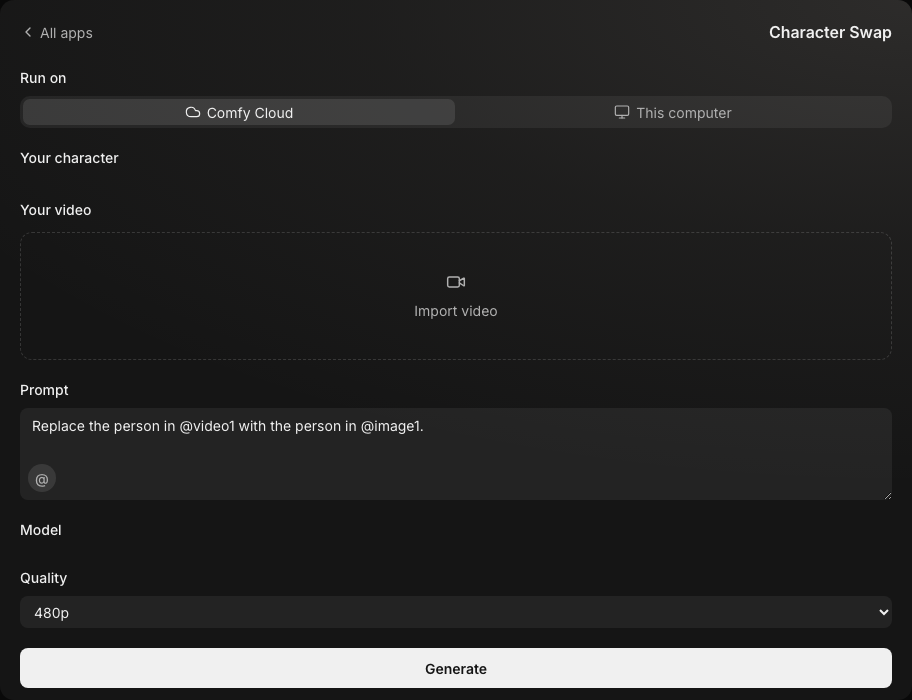 All apps
Character Swap
Run on
Comfy Cloud
This computer
Your character
Your video
Import video
Prompt
Replace the person in @video1 with the person in @image1.
@
Model
Quality
480p
Generate